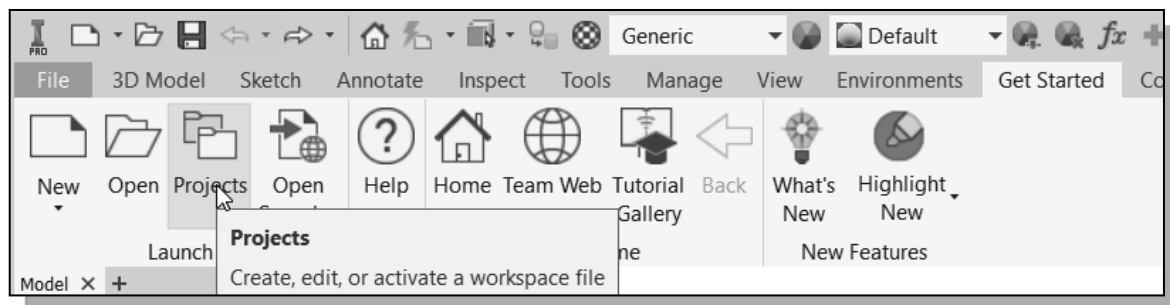 PRO Generic Default fx
File 3D Model Sketch Annotate Inspect Tools Manage View Environments Get Started Co
New Open Projects Open Help Home Team Web Tutorial Back What's Highlight
Gallery New New
Launch New Features
Projects
Create, edit, or activate a workspace file
Model